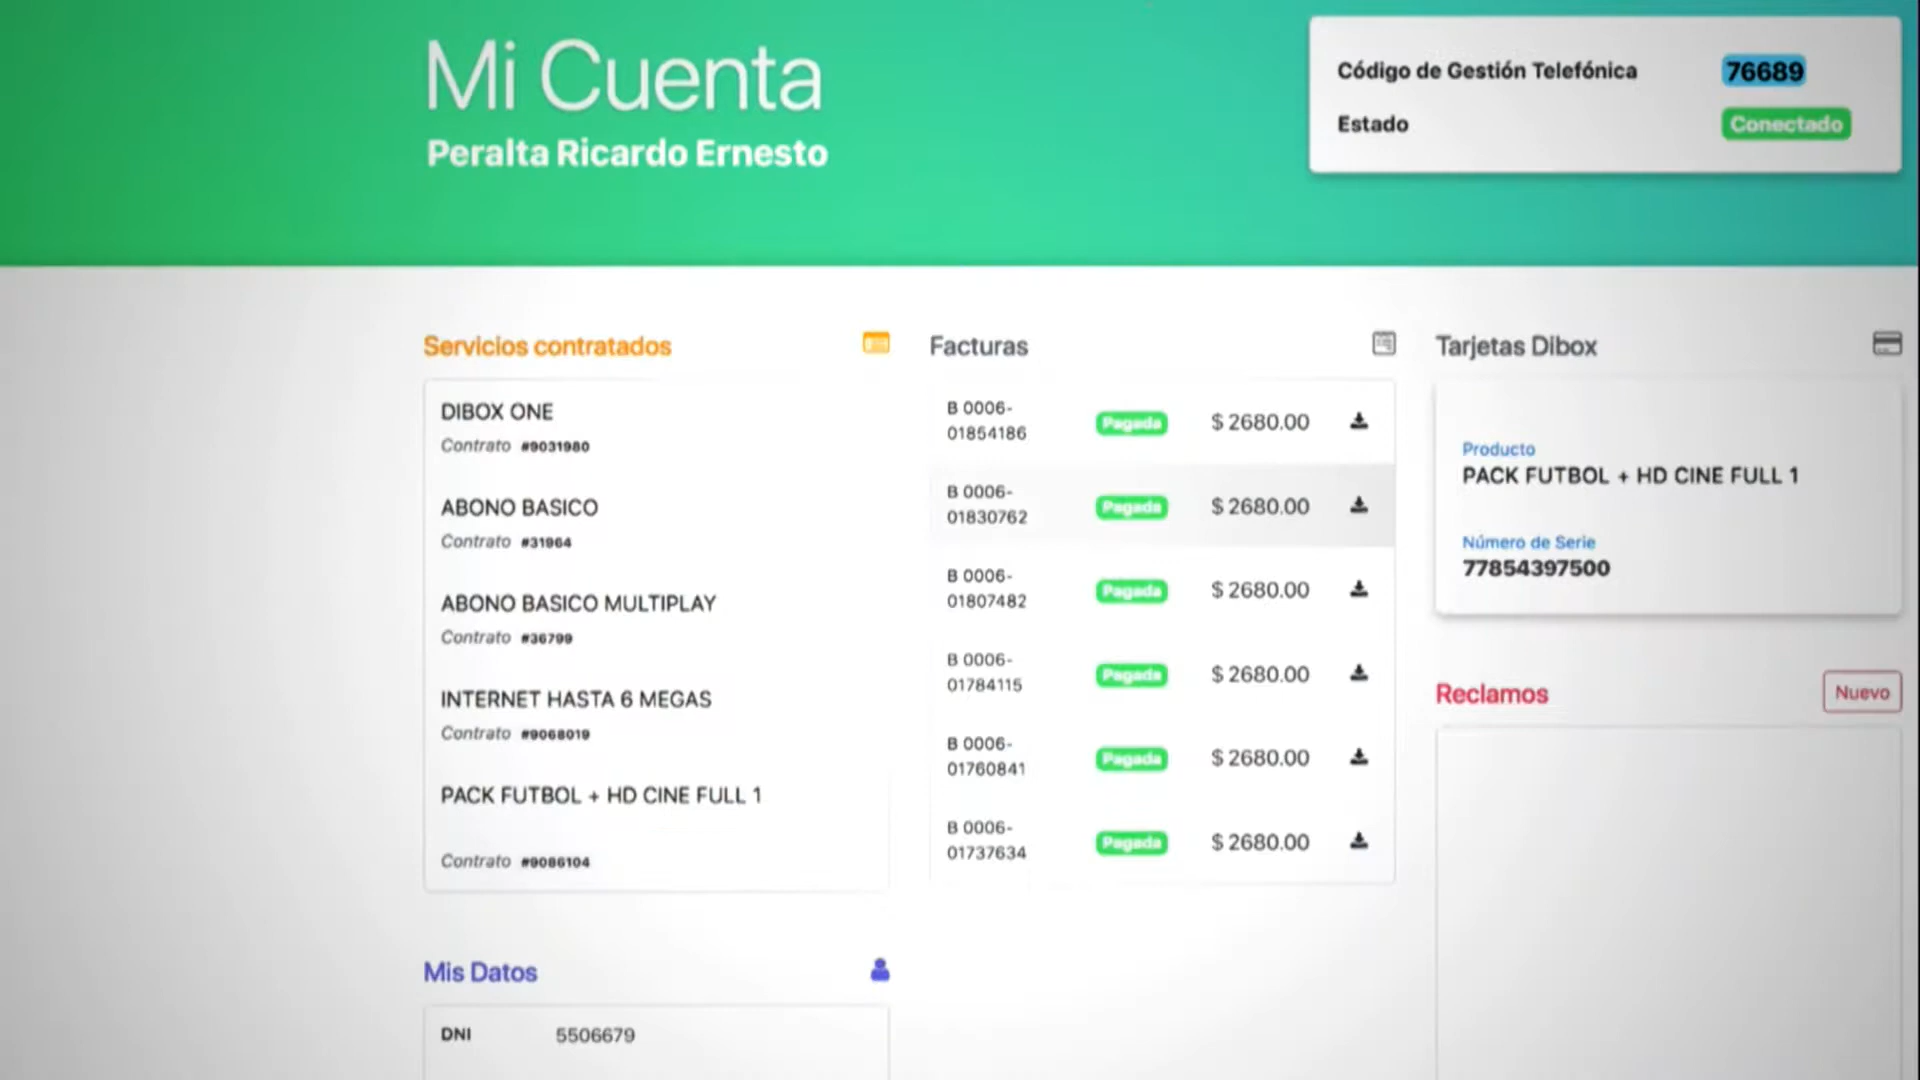 Mi Cuenta
Peralta Ricardo Ernesto
Código de Gestión Telefónica 76689
Estado Conectado
Servicios contratados
DIBOX ONE
Contrato #9031980
ABONO BASICO
Contrato #31964
ABONO BASICO MULTIPLAY
Contrato #36799
INTERNET HASTA 6 MEGAS
Contrato #9068019
PACK FUTBOL + HD CINE FULL 1
Contrato #9086104
Facturas
B 0006-
01854186 Pagada $ 2680.00
B 0006-
01830762 Pagada $ 2680.00
B 0006-
01807482 Pagada $ 2680.00
B 0006-
01784115 Pagada $ 2680.00
B 0006-
01760841 Pagada $ 2680.00
B 0006-
01737634 Pagada $ 2680.00
Tarjetas Dibox
Producto
PACK FUTBOL + HD CINE FULL 1
Número de Serie
77854397500
Reclamos Nuevo
Mis Datos
DNI 5506679